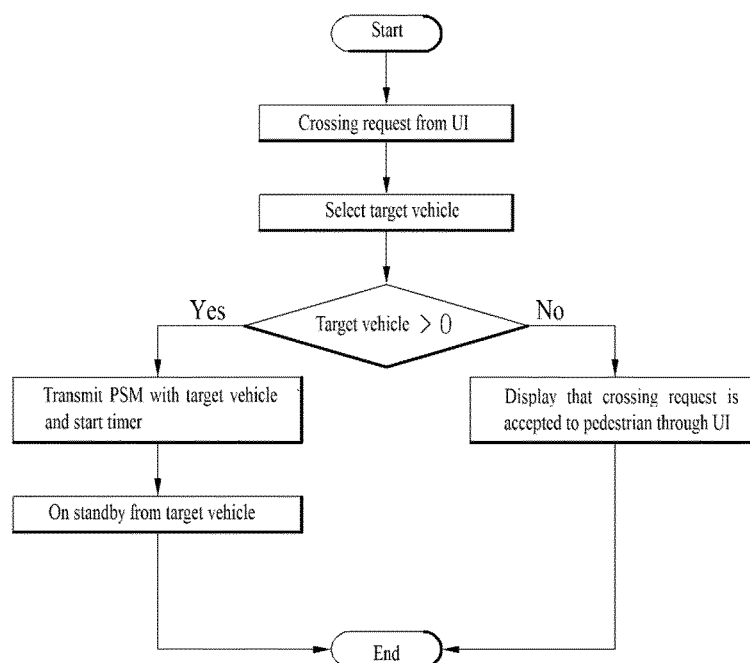 Start
Crossing request from UI
Select target vehicle
Yes
Target vehicle > 0
No
Transmit PSM with target vehicle
and start timer
Display that crossing request is
accepted to pedestrian through UI
On standby from target vehicle
End